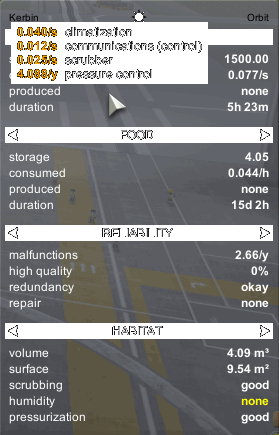 Kerbin Orbit
0.040/s climatization
0.012/s communications (control)
0.025/s scrubber
4.088/y pressure control
1500.00
0.077/s
produced none
duration 5h 23m
FOOD
storage 4.05
consumed 0.044/h
produced none
duration 15d 2h
RELIABILITY
malfunctions 2.66/y
high quality 0%
redundancy okay
repair none
HABITAT
volume 4.09 m³
surface 9.54 m²
scrubbing good
humidity none
pressurization good